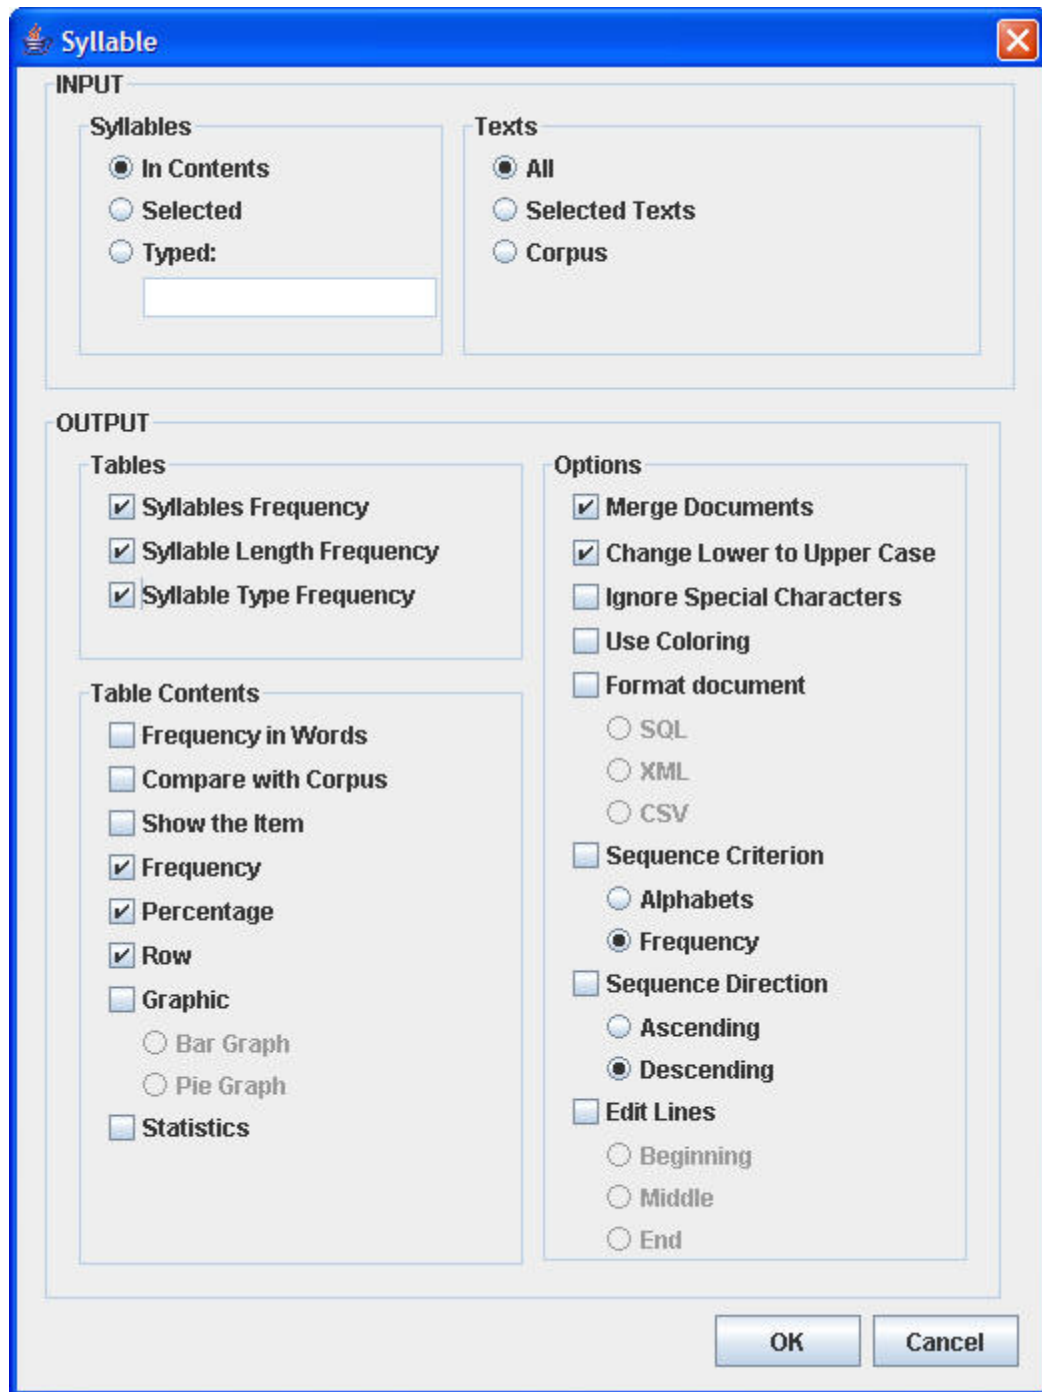 Syllable
INPUT
Syllables
In Contents
Selected
Typed:
Texts
All
Selected Texts
Corpus
OUTPUT
Tables
Syllables Frequency
Syllable Length Frequency
Syllable Type Frequency
Table Contents
Frequency in Words
Compare with Corpus
Show the Item
Frequency
Percentage
Row
Graphic
Bar Graph
Pie Graph
Statistics
Options
Merge Documents
Change Lower to Upper Case
Ignore Special Characters
Use Coloring
Format document
SQL
XML
CSV
Sequence Criterion
Alphabets
Frequency
Sequence Direction
Ascending
Descending
Edit Lines
Beginning
Middle
End
OK
Cancel